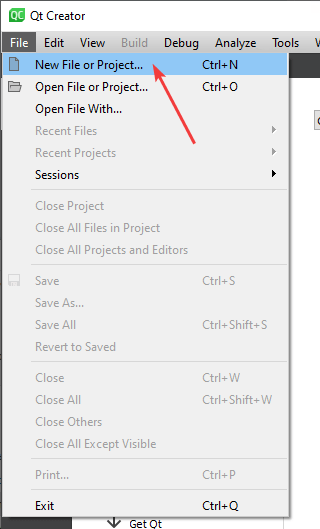 Qt Creator
File Edit View Build Debug Analyze Tools
New File or Project... Ctrl+N
Open File or Project... Ctrl+O
Open File With...
Recent Files
Recent Projects
Sessions
Close Project
Close All Files in Project
Close All Projects and Editors
Save Ctrl+S
Save As...
Save All Ctrl+Shift+S
Revert to Saved
Close Ctrl+W
Close All Ctrl+Shift+W
Close Others
Close All Except Visible
Print... Ctrl+P
Exit Ctrl+Q
Get Qt